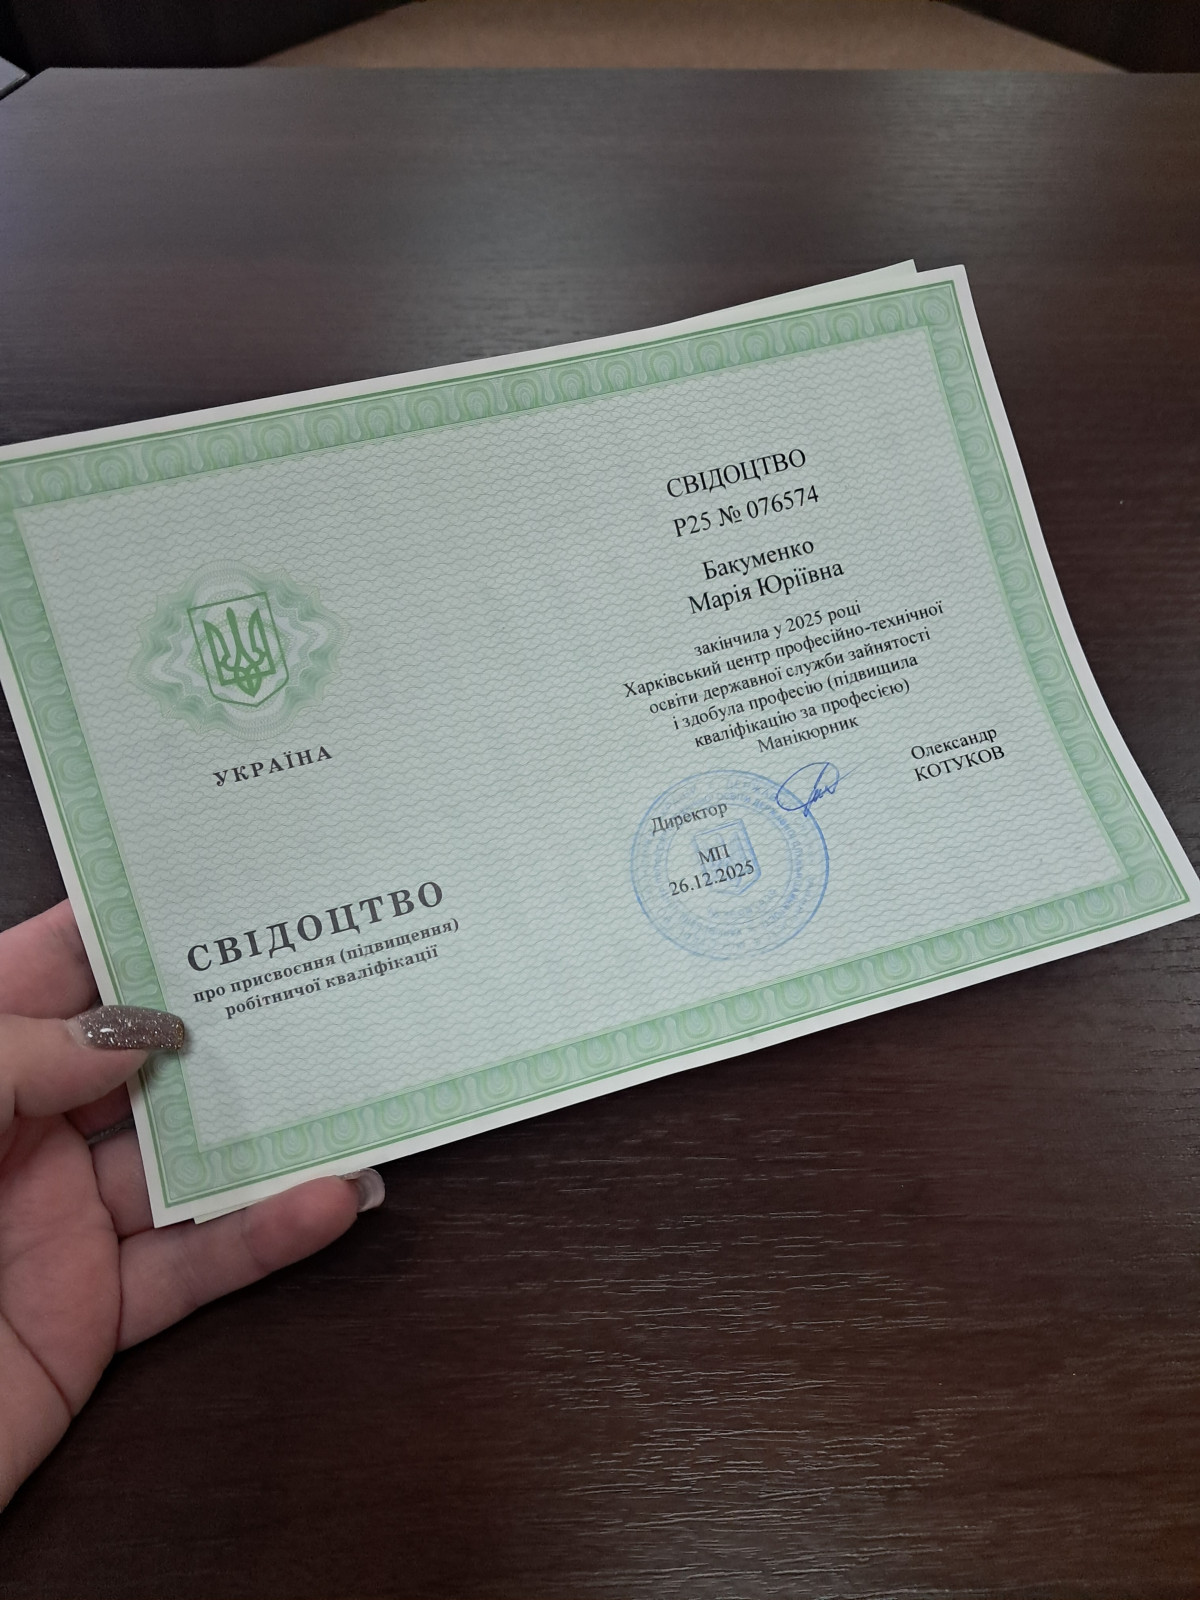 УКРАЇНА
СВІДОЦТВО
про присвоєння (підвищення)
робітничої кваліфікації
СВІДОЦТВО
Р25 № 076574
Бакуменко
Марія Юріївна
закінчила у 2025 році
Харківський центр професійно-технічної
освіти державної служби зайнятості
і здобула професію (підвищила
кваліфікацію за професією)
Манікюрник
Олександр
КОТУКОВ
Директор
МП
26.12.2025